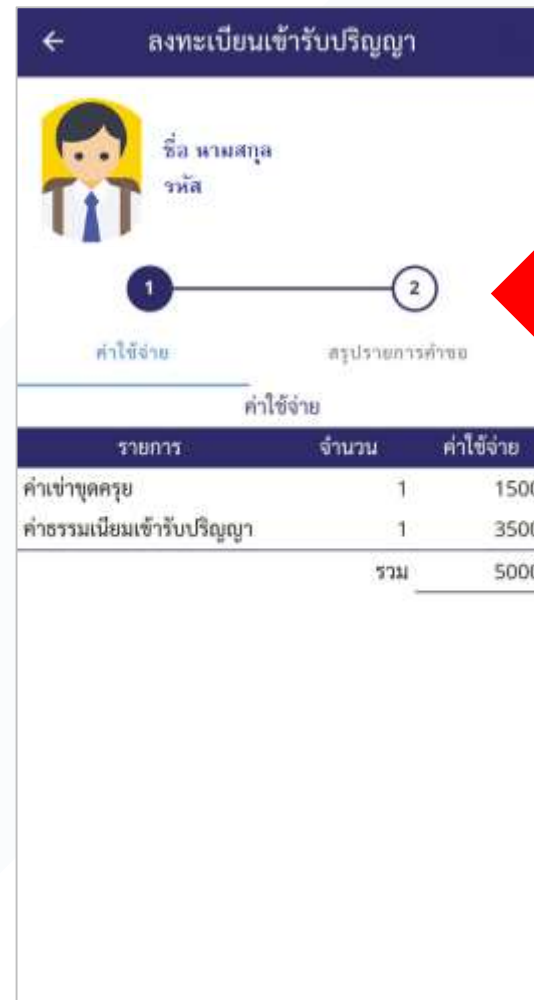 ลงทะเบียนเข้ารับปริญญา
ชื่อ นามสกุล
รหัส
1 2
ค่าใช้จ่าย สรุปรายการคำขอ
ค่าใช้จ่าย
รายการ จำนวน ค่าใช้จ่าย
ค่าเช่าชุดครุย 1 1500
ค่าธรรมเนียมเข้ารับปริญญา 1 3500
รวม 5000